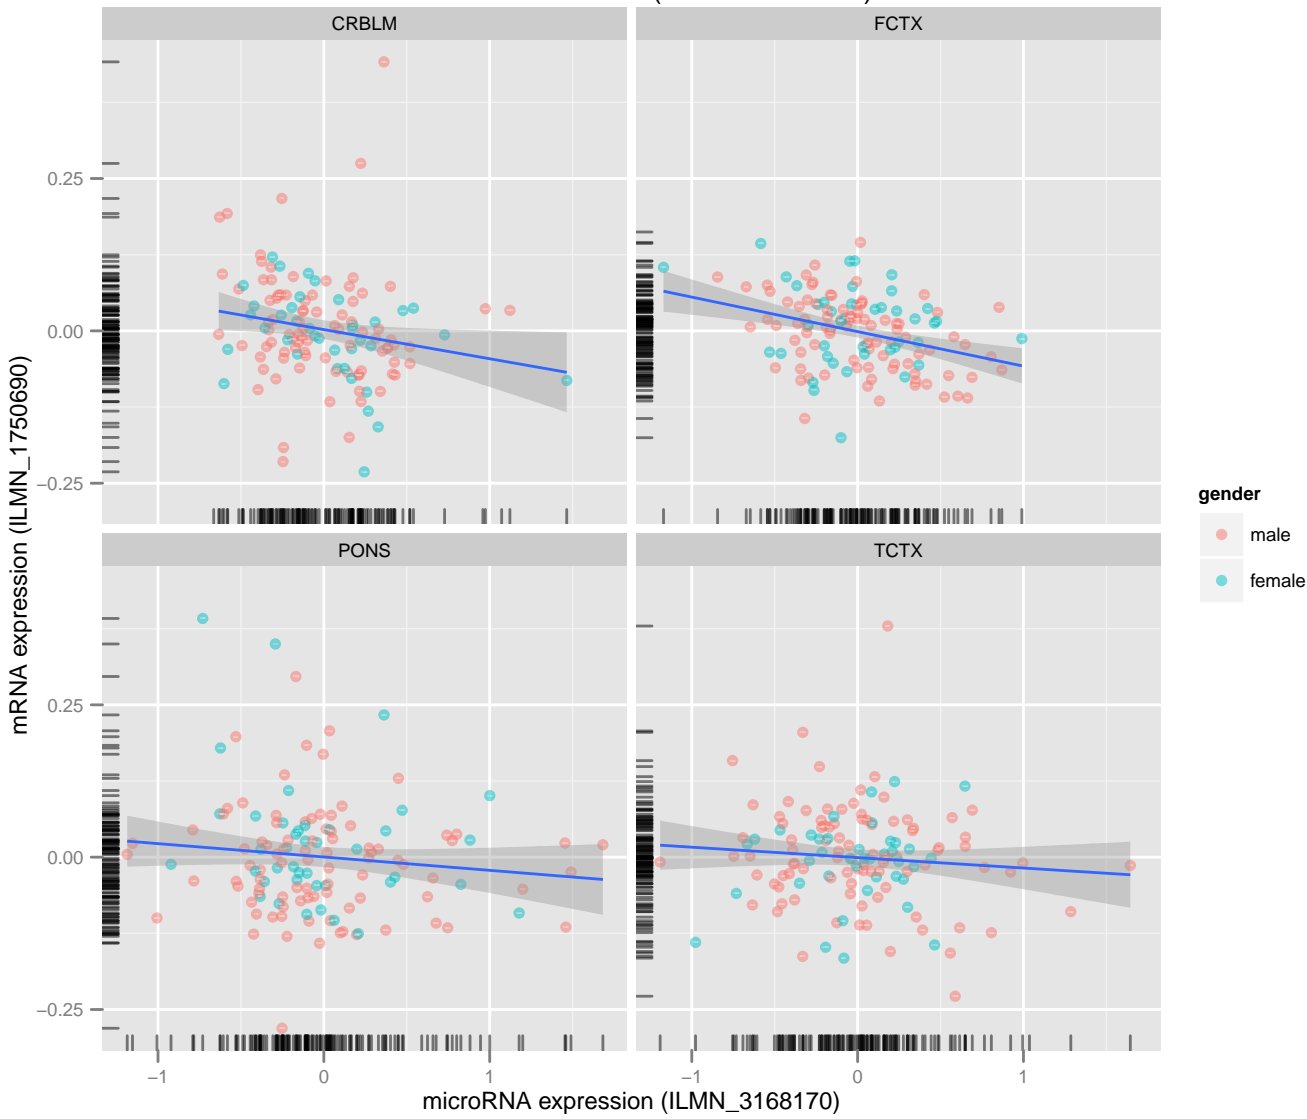 CRBLM
FCTX
0.25
0.00
−0.25
PONS
TCTX
0.25
0.00
−0.25
−1
0
1
−1
0
1
mRNA expression (ILMN_1750690)
microRNA expression (ILMN_3168170)
gender
male
female